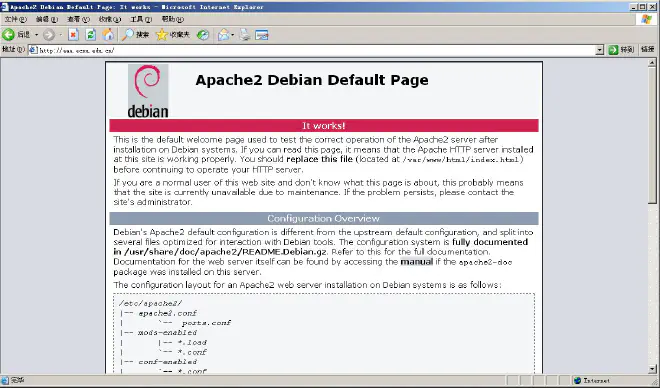 Apache2 Debian Default Page: It works - Microsoft Internet Explorer
文件(F) 编辑(E) 查看(V) 收藏(A) 工具(T) 帮助(H)
后退 搜索 收藏夹
地址(D) 转到 链接
debian
Apache2 Debian Default Page
It works!
This is the default welcome page used to test the correct operation of the Apache2 server after
installation on Debian systems. If you can read this page, it means that the Apache HTTP server installed
at this site is working properly. You should replace this file (located at /var/www/html/index.html)
before continuing to operate your HTTP server.
If you are a normal user of this web site and don't know what this page is about, this probably means
that the site is currently unavailable due to maintenance. If the problem persists, please contact the
site's administrator.
Configuration Overview
Debian's Apache2 default configuration is different from the upstream default configuration, and split into
several files optimized for interaction with Debian tools. The configuration system is fully documented
in /usr/share/doc/apache2/README.Debian.gz. Refer to this for the full documentation.
Documentation for the web server itself can be found by accessing the manual if the apache2-doc
package was installed on this server.
The configuration layout for an Apache2 web server installation on Debian systems is as follows:
/etc/apache2/
|-- apache2.conf
|       `--  ports.conf
|-- mods-enabled
|       |-- *.load
|       `-- *.conf
|-- conf-enabled
|       `-- *.conf
完毕 Internet